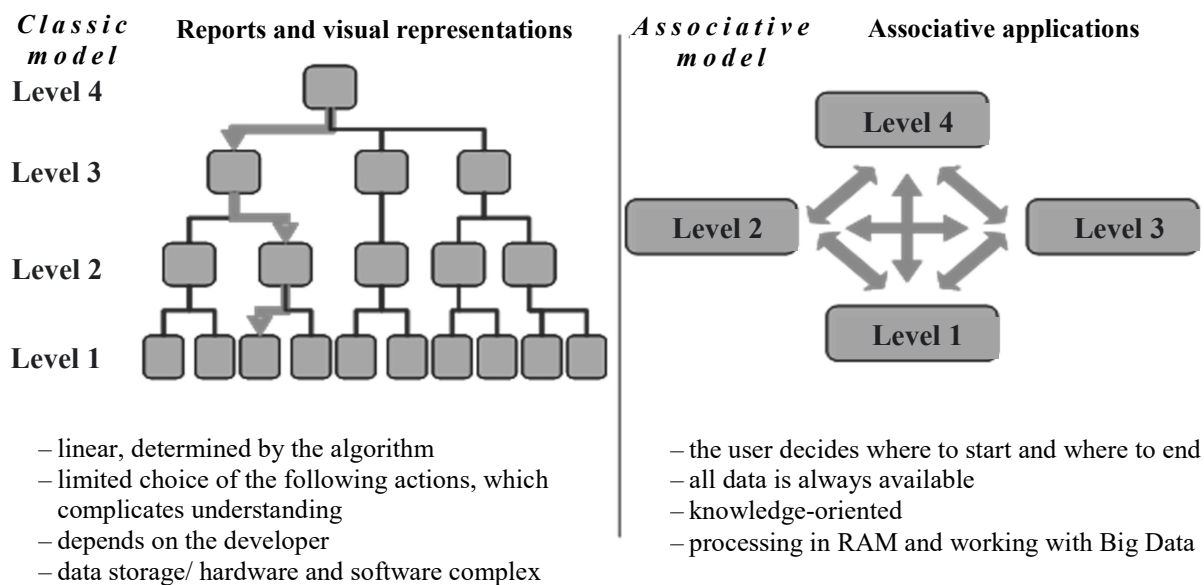 Classic model
Reports and visual representations
Level 4
Level 3
Level 2
Level 1
– linear, determined by the algorithm
– limited choice of the following actions, which
complicates understanding
– depends on the developer
– data storage/ hardware and software complex
Associative model
Associative applications
Level 4
Level 2
Level 3
Level 1
– the user decides where to start and where to end
– all data is always available
– knowledge-oriented
– processing in RAM and working with Big Data